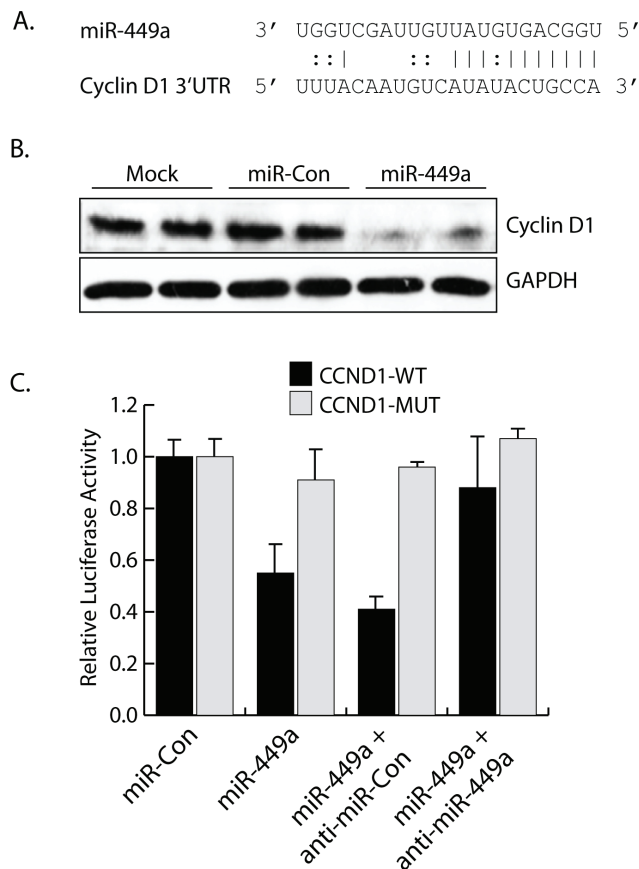 A.
miR-449a 3′ UGGUCGAUUGUUAUGUGACGGU 5′
::| :: |||:|||||||
Cyclin D1 3‘UTR 5′ UUUACAAUGUCAUAUACUGCCA 3′
B.
Mock miR-Con miR-449a
Cyclin D1
GAPDH
C.
CCND1-WT
CCND1-MUT
Relative Luciferase Activity
1.2
1.0
0.8
0.6
0.4
0.2
0.0
miR-Con
miR-449a
miR-449a +
anti-miR-Con
miR-449a +
anti-miR-449a